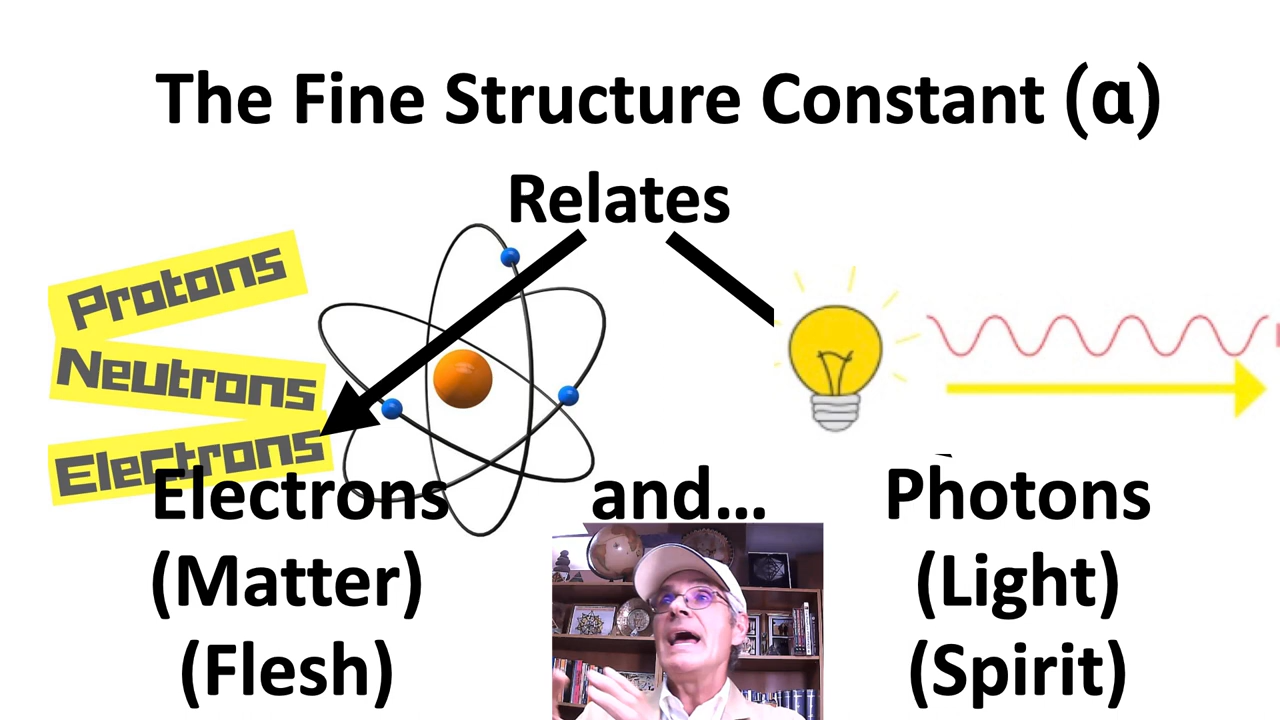 The Fine Structure Constant (α)
Relates
Protons
Neutrons
Electrons
Electrons and... Photons
(Matter) (Light)
(Flesh) (Spirit)